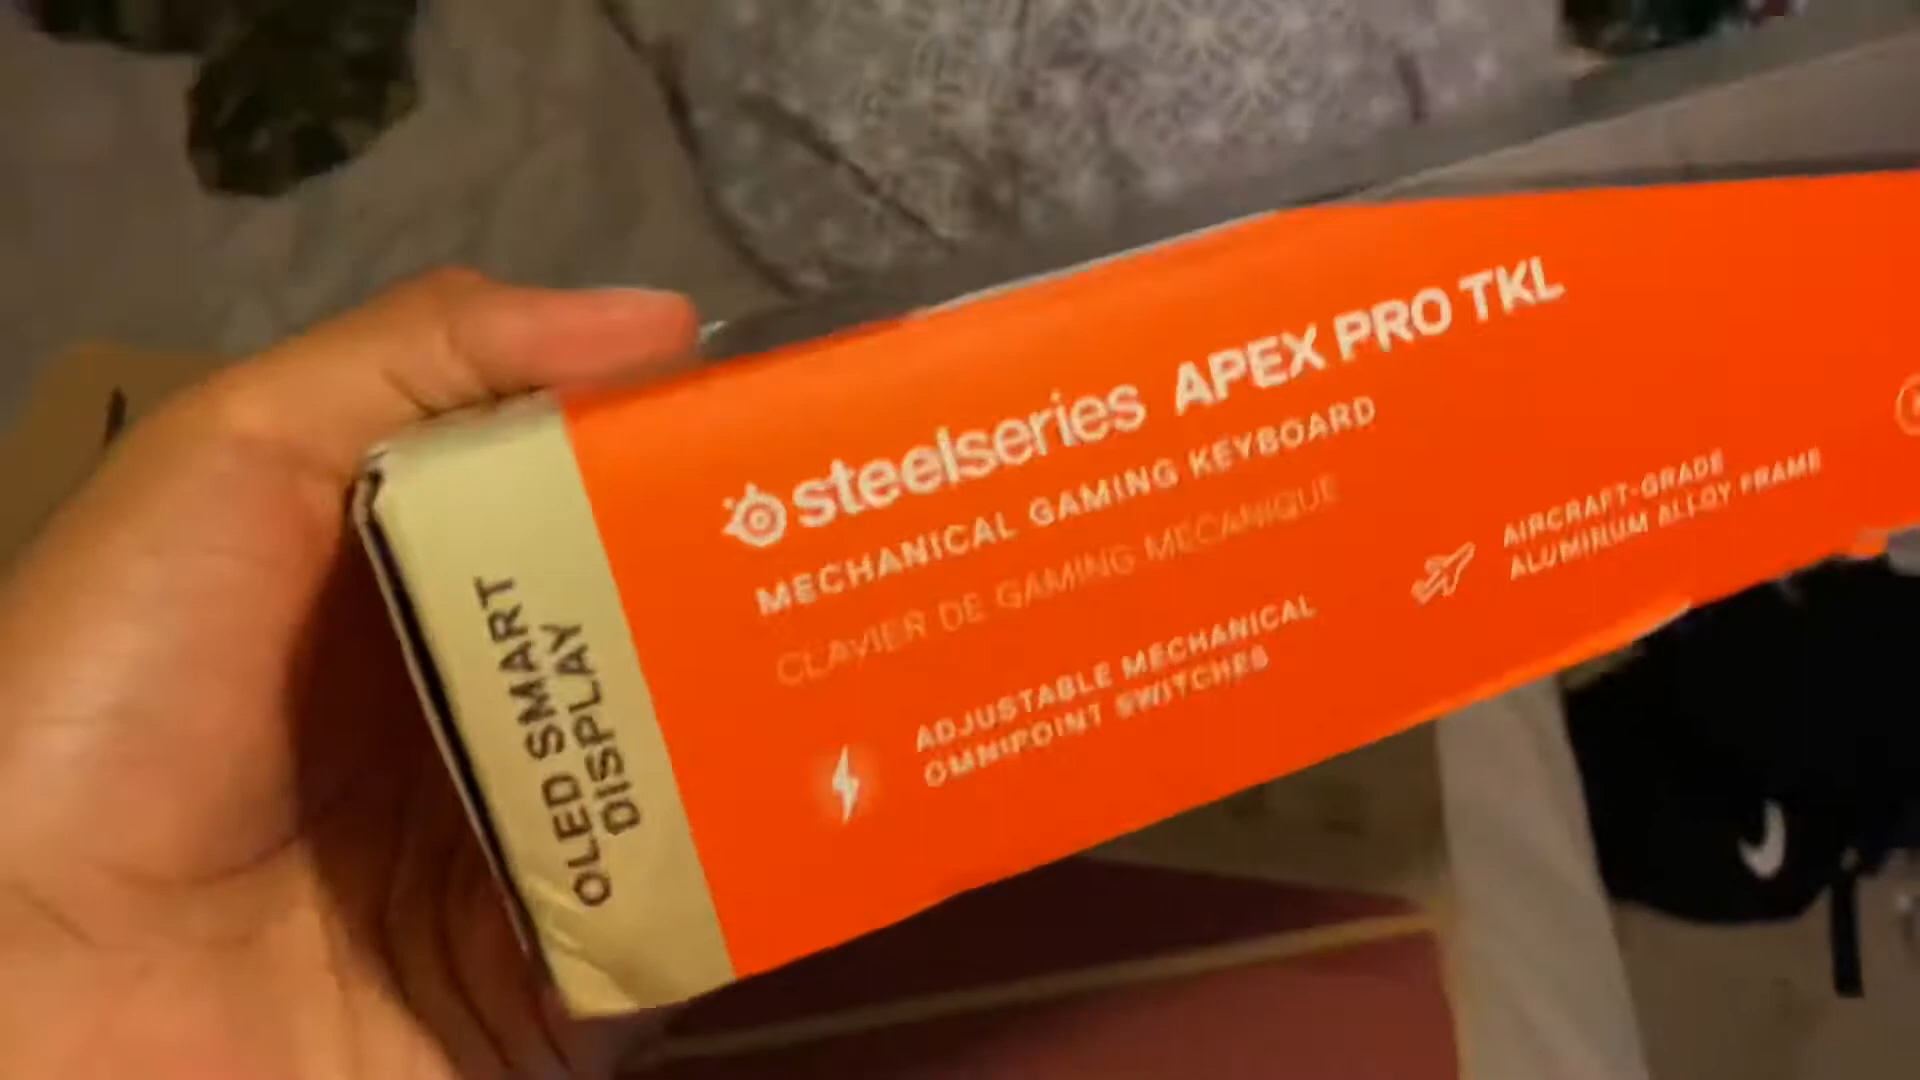 steelseries APEX PRO TKL
MECHANICAL GAMING KEYBOARD
CLAVIER DE GAMING MÉCANIQUE
ADJUSTABLE MECHANICAL
OMNIPOINT SWITCHES
AIRCRAFT-GRADE
ALUMINUM ALLOY FRAME
OLED SMART
DISPLAY